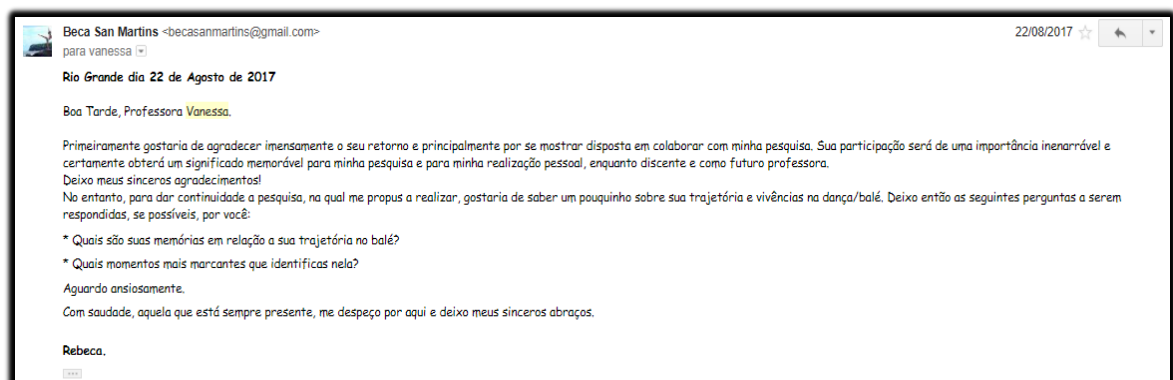 Beca San Martins <becasanmartins@gmail.com> 22/08/2017
para vanessa
Rio Grande dia 22 de Agosto de 2017
Boa Tarde, Professora Vanessa.
Primeiramente gostaria de agradecer imensamente o seu retorno e principalmente por se mostrar disposta em colaborar com minha pesquisa. Sua participação será de uma importância inenarrável e
certamente obterá um significado memorável para minha pesquisa e para minha realização pessoal, enquanto discente e como futuro professora.
Deixo meus sinceros agradecimentos!
No entanto, para dar continuidade a pesquisa, na qual me propus a realizar, gostaria de saber um pouquinho sobre sua trajetória e vivências na dança/balé. Deixo então as seguintes perguntas a serem
respondidas, se possíveis, por você:
* Quais são suas memórias em relação a sua trajetória no balé?
* Quais momentos mais marcantes que identificas nela?
Aguardo ansiosamente.
Com saudade, aquela que está sempre presente, me despeço por aqui e deixo meus sinceros abraços.
Rebeca.